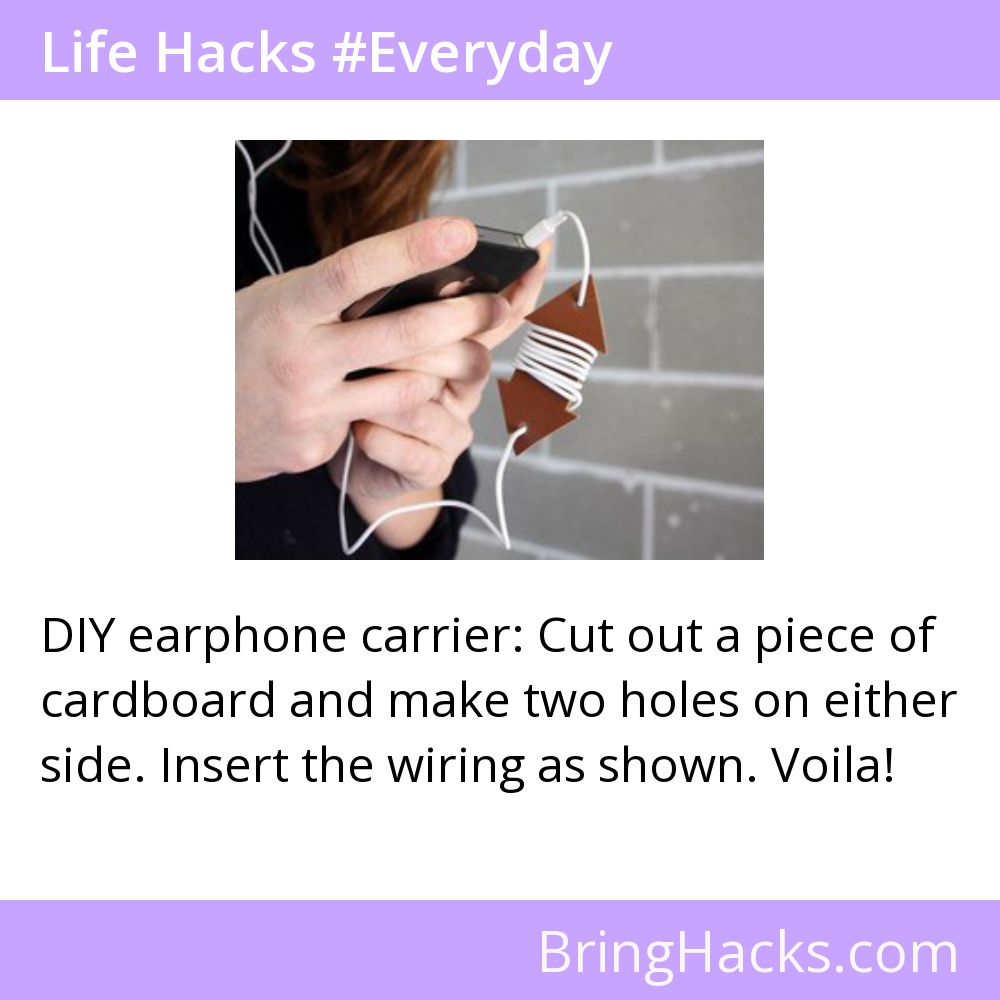 Life Hacks #Everyday
DIY earphone carrier: Cut out a piece of
cardboard and make two holes on either
side. Insert the wiring as shown. Voila!
BringHacks.com